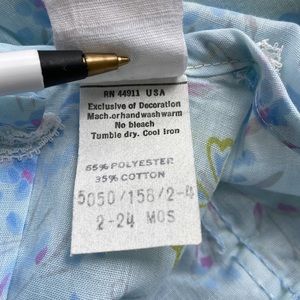 RN 44911 USA
Exclusive of Decoration
Mach.or handwash warm
No bleach
Tumble dry. Cool Iron
65% POLYESTER
35% COTTON
5050/158/2-4
2-24 MOS